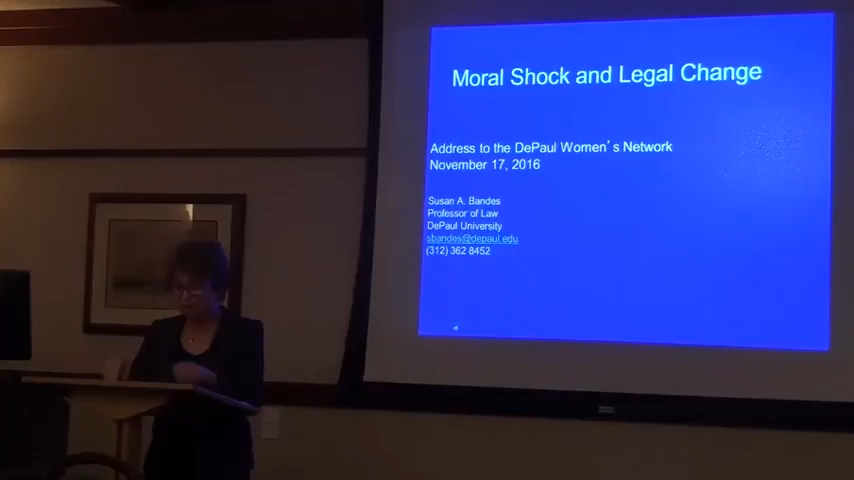 Moral Shock and Legal Change
Address to the DePaul Women's Network
November 17, 2016
Susan A. Bandes
Professor of Law
DePaul University
sbandes@depaul.edu
(312) 362 8452